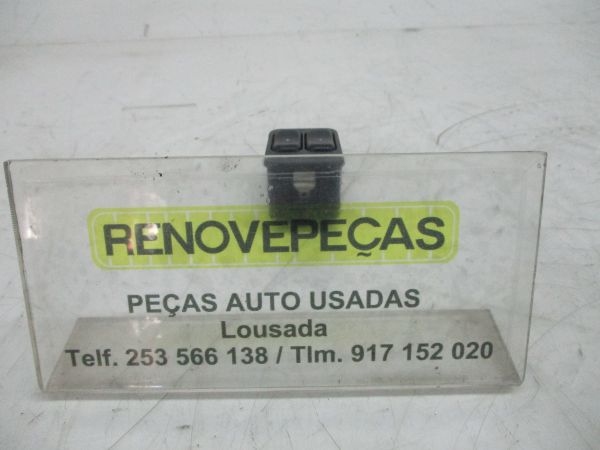 RENOVEPEÇAS
PEÇAS AUTO USADAS
Lousada
Telf. 253 566 138 / Tlm. 917 152 020